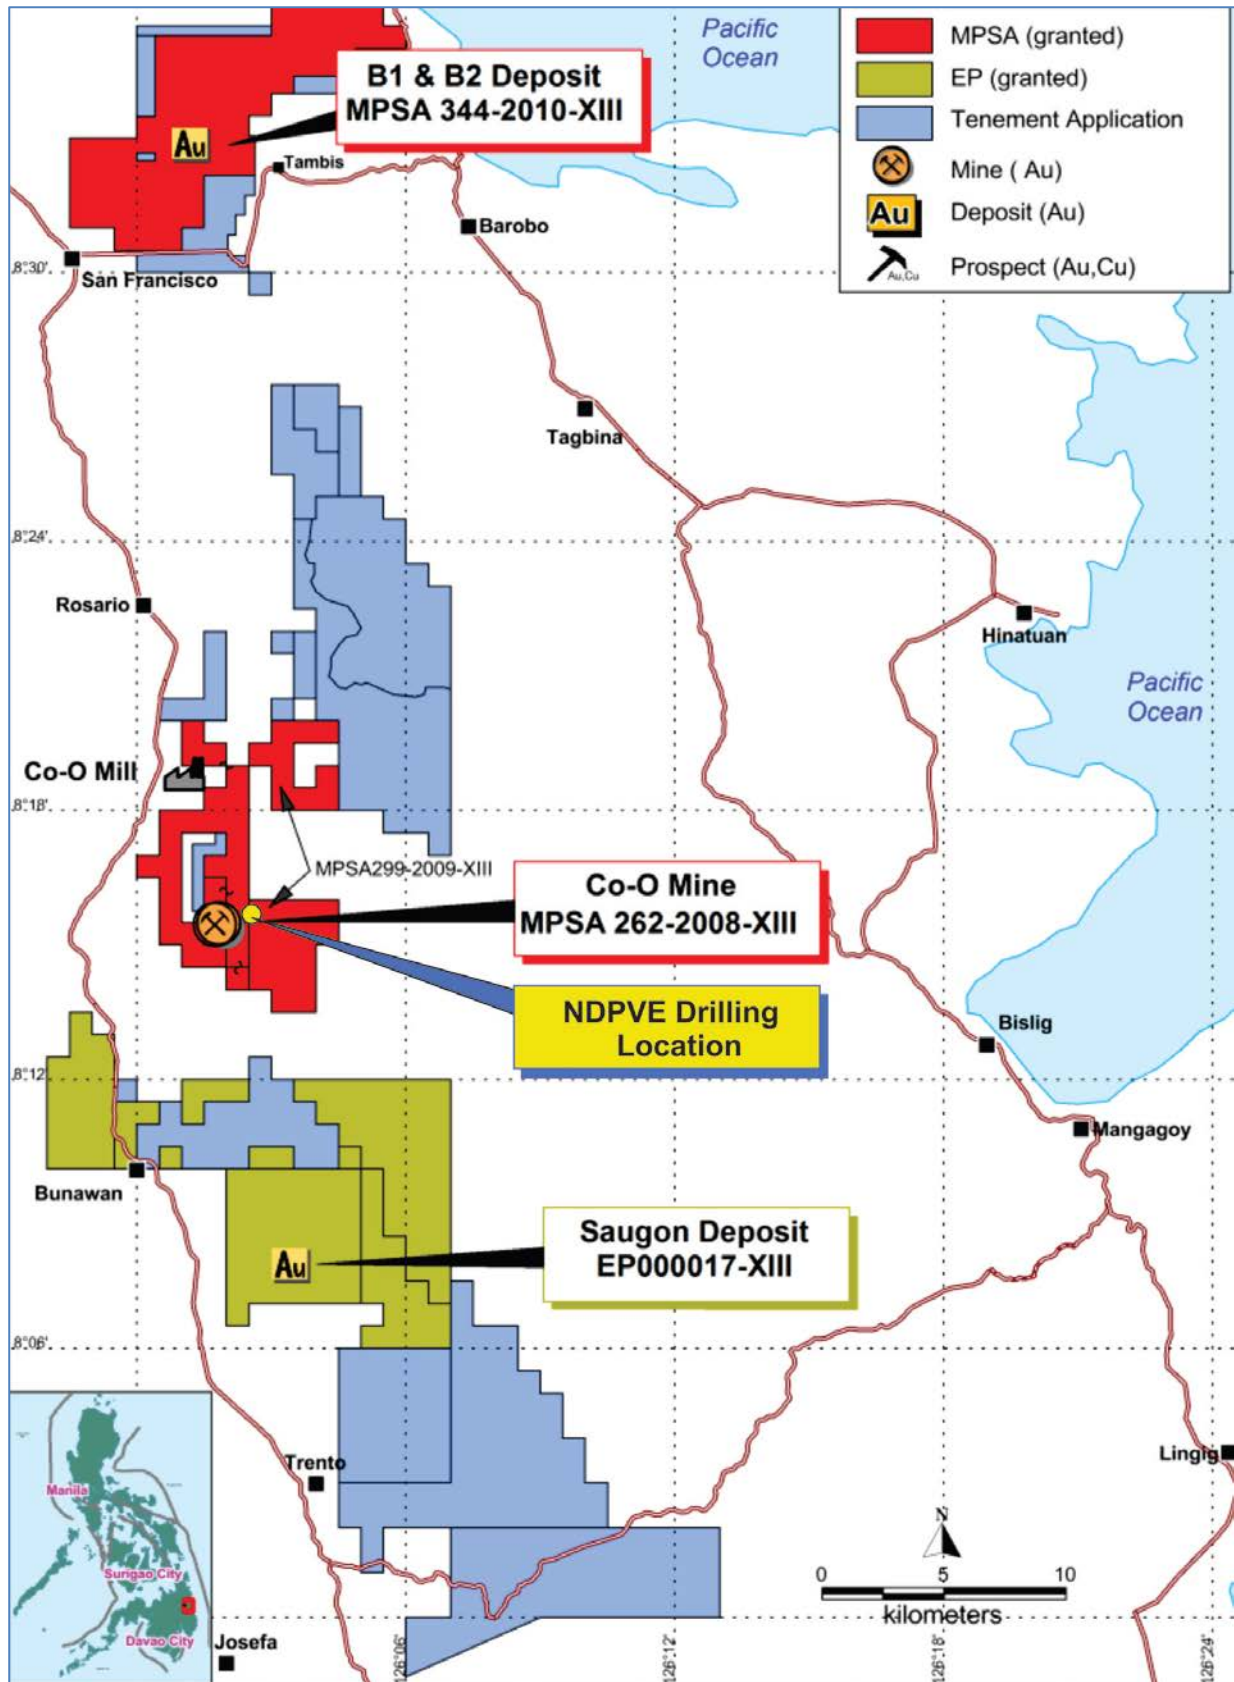 Pacific
Ocean
MPSA (granted)
EP (granted)
Tenement Application
Mine ( Au)
Au
Deposit (Au)
Au,Cu
Prospect (Au,Cu)
B1 & B2 Deposit
MPSA 344-2010-XIII
Au
Tambis
Barobo
8°30'
San Francisco
Tagbina
8°24'
Rosario
Hinatuan
Pacific
Ocean
Co-O Mill
8°18'
MPSA299-2009-XIII
Co-O Mine
MPSA 262-2008-XIII
NDPVE Drilling
Location
Bislig
8°12'
Mangagoy
Bunawan
Saugon Deposit
EP000017-XIII
Au
8°06'
Trento
Lingig
Manila
Surigao City
Davao City
Josefa
N
0 5 10
kilometers
126°06'
126°12'
126°18'
126°24'